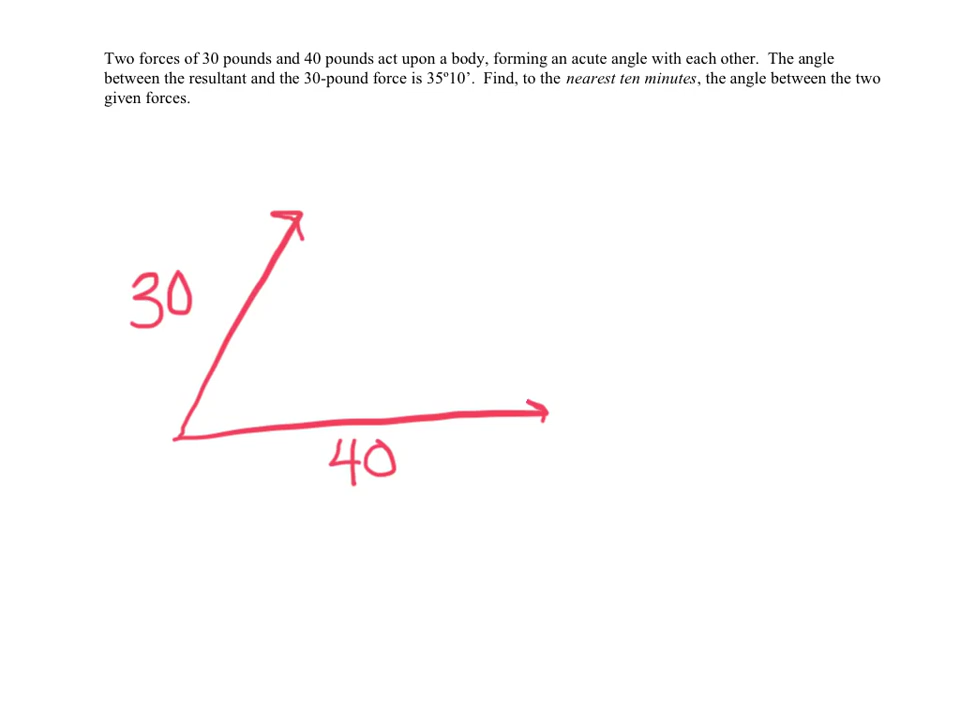 Two forces of 30 pounds and 40 pounds act upon a body, forming an acute angle with each other.  The angle
between the resultant and the 30-pound force is 35º10’.  Find, to the nearest ten minutes, the angle between the two
given forces.
30
40